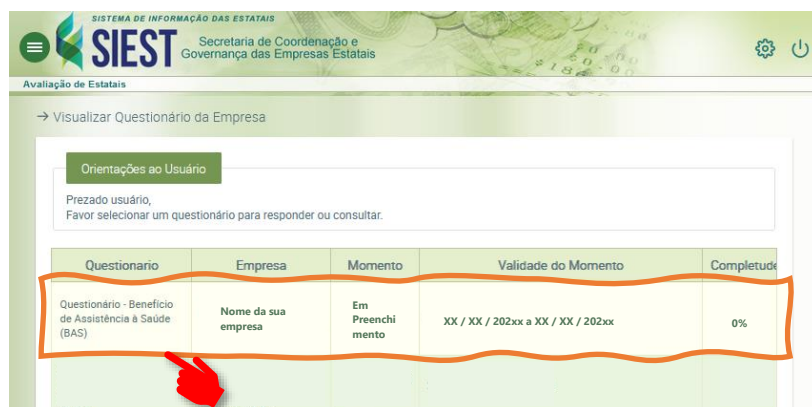 SISTEMA DE INFORMAÇÃO DAS ESTATAIS
SIEST
Secretaria de Coordenação e
Governança das Empresas Estatais
Avaliação de Estatais
→ Visualizar Questionário da Empresa
Orientações ao Usuário
Prezado usuário,
Favor selecionar um questionário para responder ou consultar.
Questionario Empresa Momento Validade do Momento Completude
Questionário - Benefício
de Assistência à Saúde
(BAS)
Nome da sua
empresa
Em
Preenchi
mento
XX / XX / 202xx a XX / XX / 202xx
0%